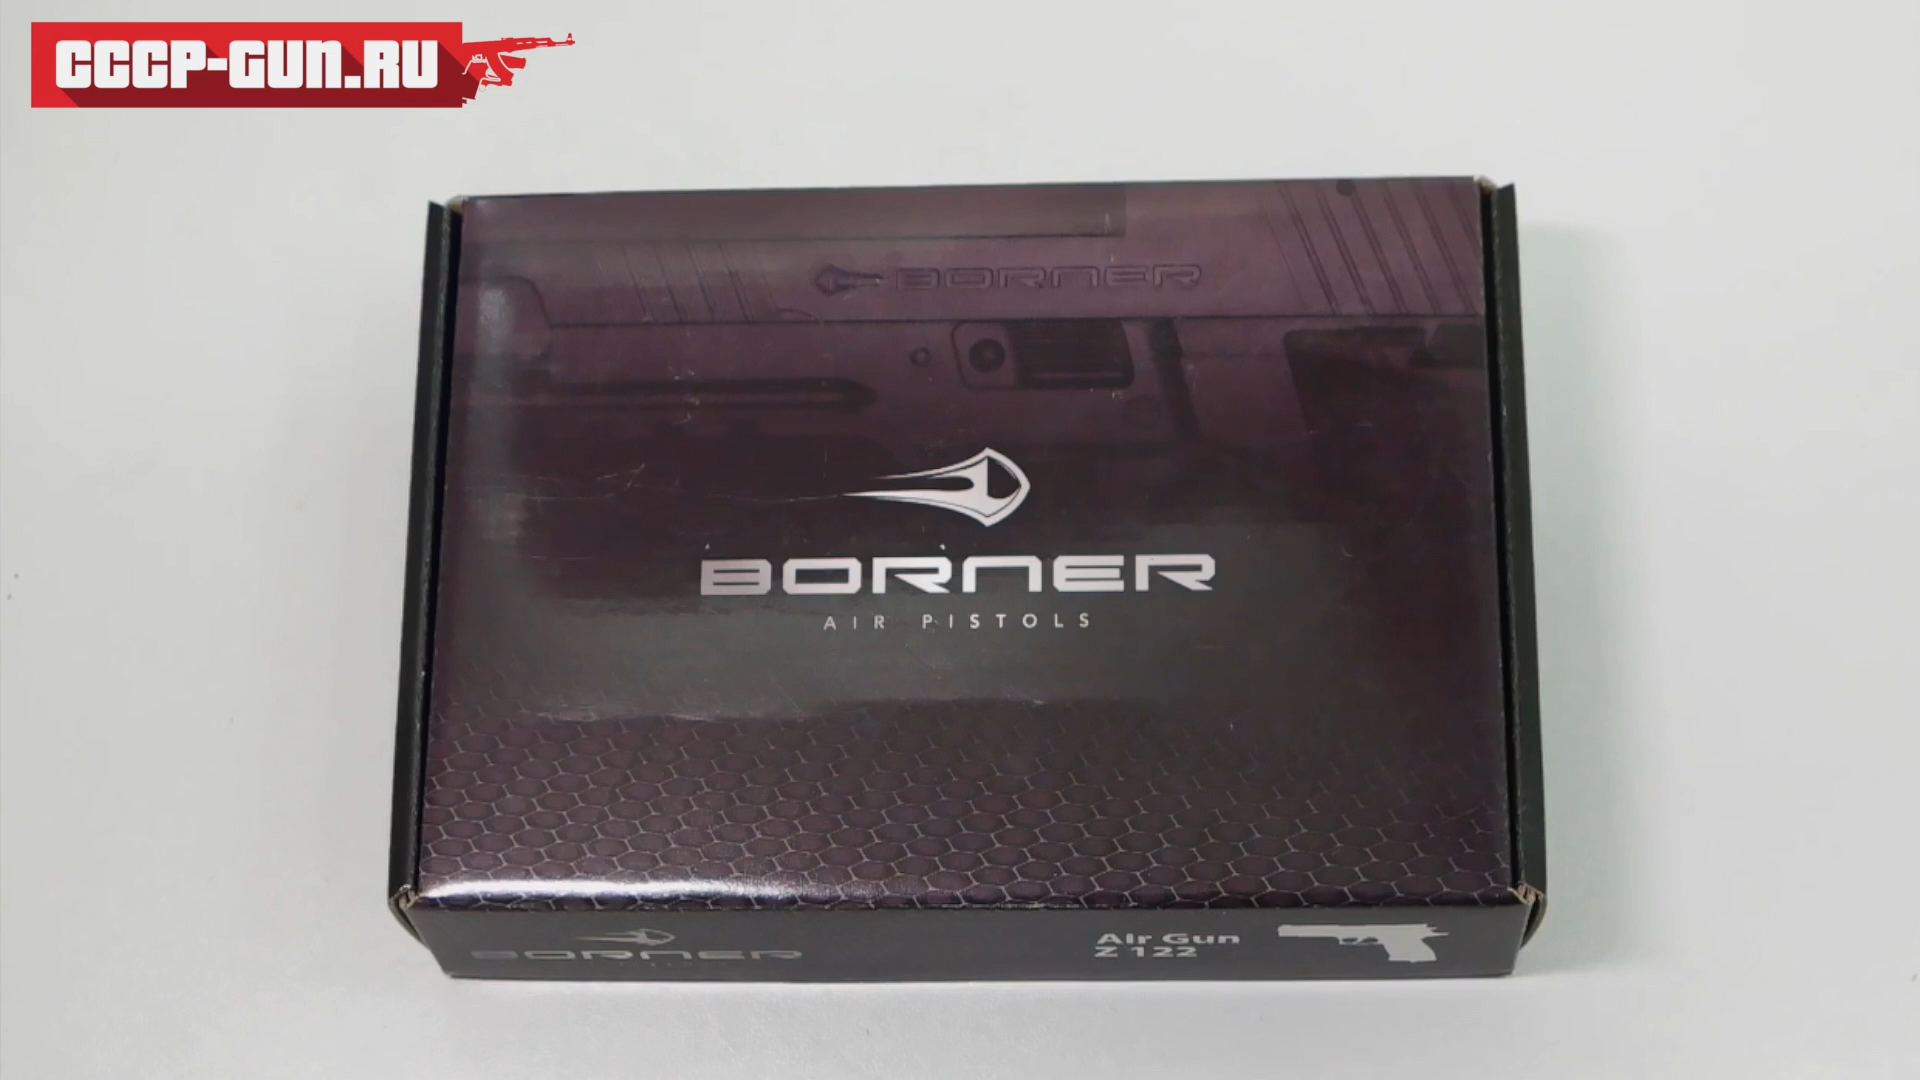 CCCP-GUN.RU
BORNER
BORNER
AIR PISTOLS
BORNER
Air Gun
Z 122